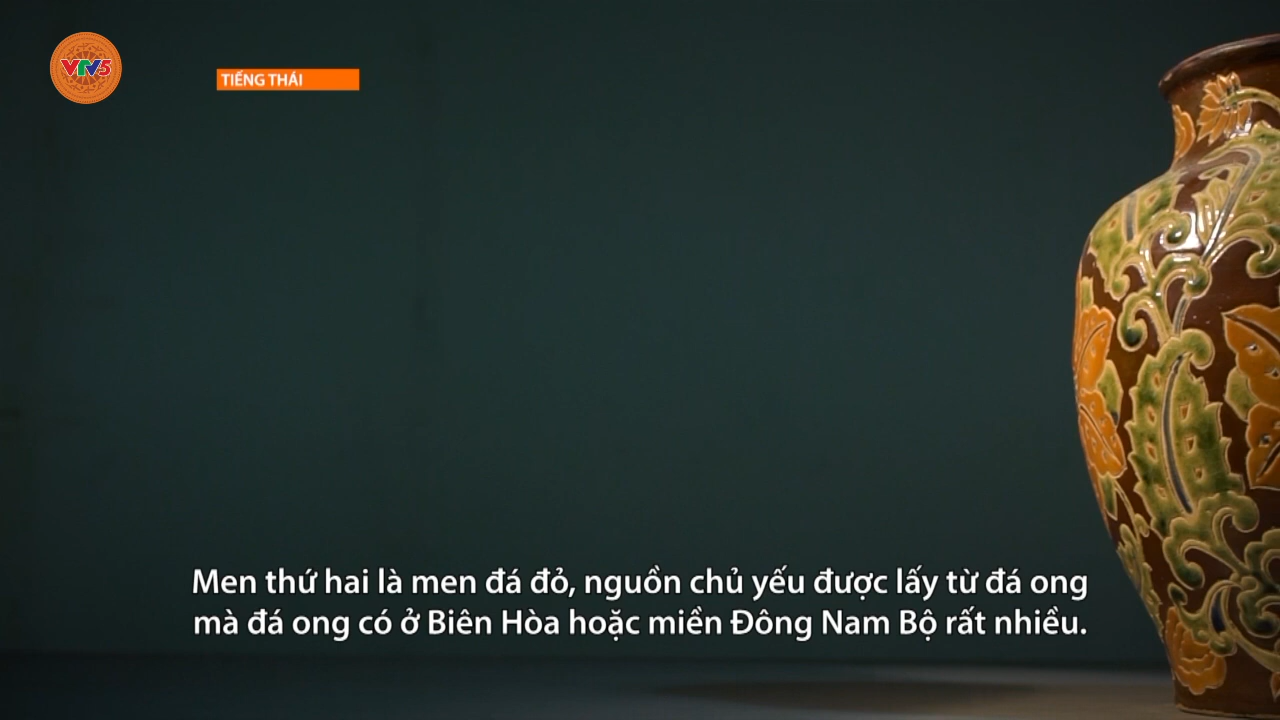 VTV5
TIẾNG THÁI
Men thứ hai là men đá đỏ, nguồn chủ yếu được lấy từ đá ong
mà đá ong có ở Biên Hòa hoặc miền Đông Nam Bộ rất nhiều.